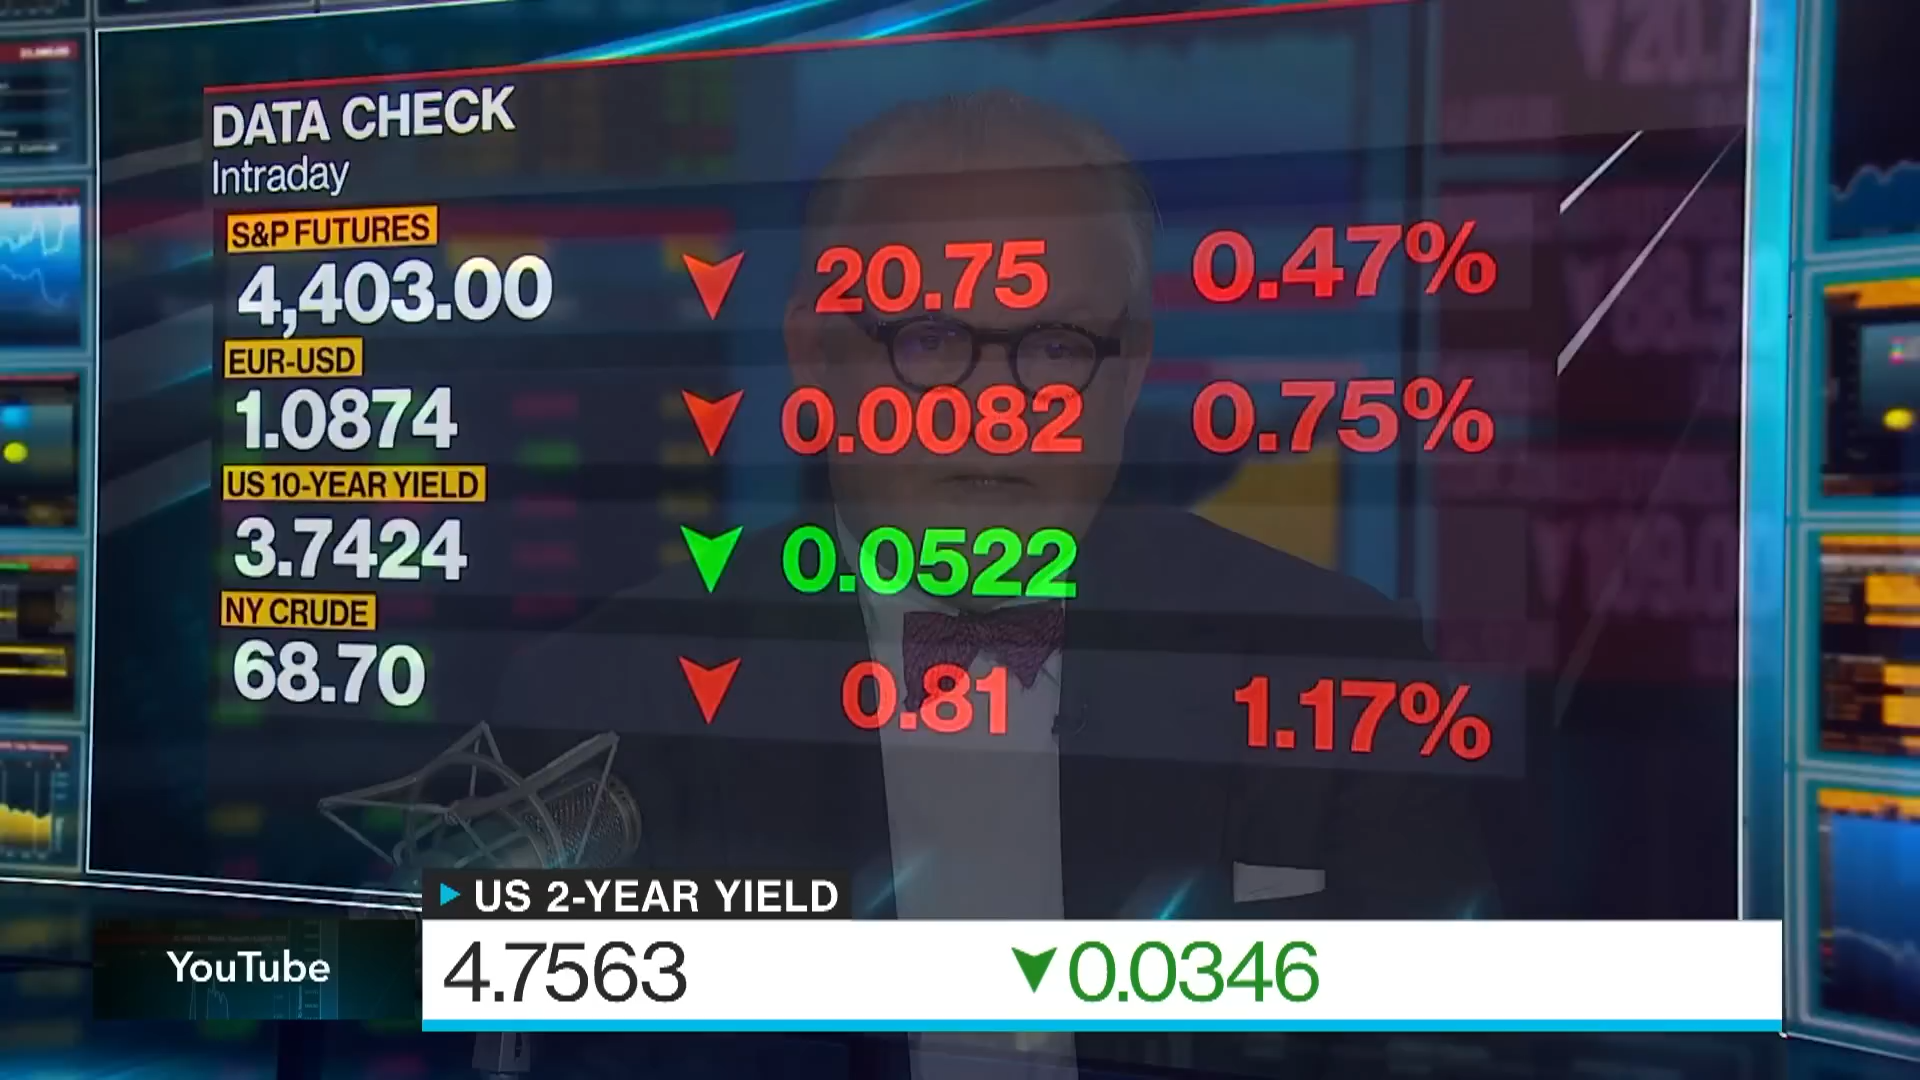 DATA CHECK
Intraday
S&P FUTURES
4,403.00 ▼ 20.75 0.47%
EUR-USD
1.0874 ▼ 0.0082 0.75%
US 10-YEAR YIELD
3.7424 ▼ 0.0522
NY CRUDE
68.70 ▼ 0.81 1.17%
US 2-YEAR YIELD
YouTube 4.7563 ▼0.0346